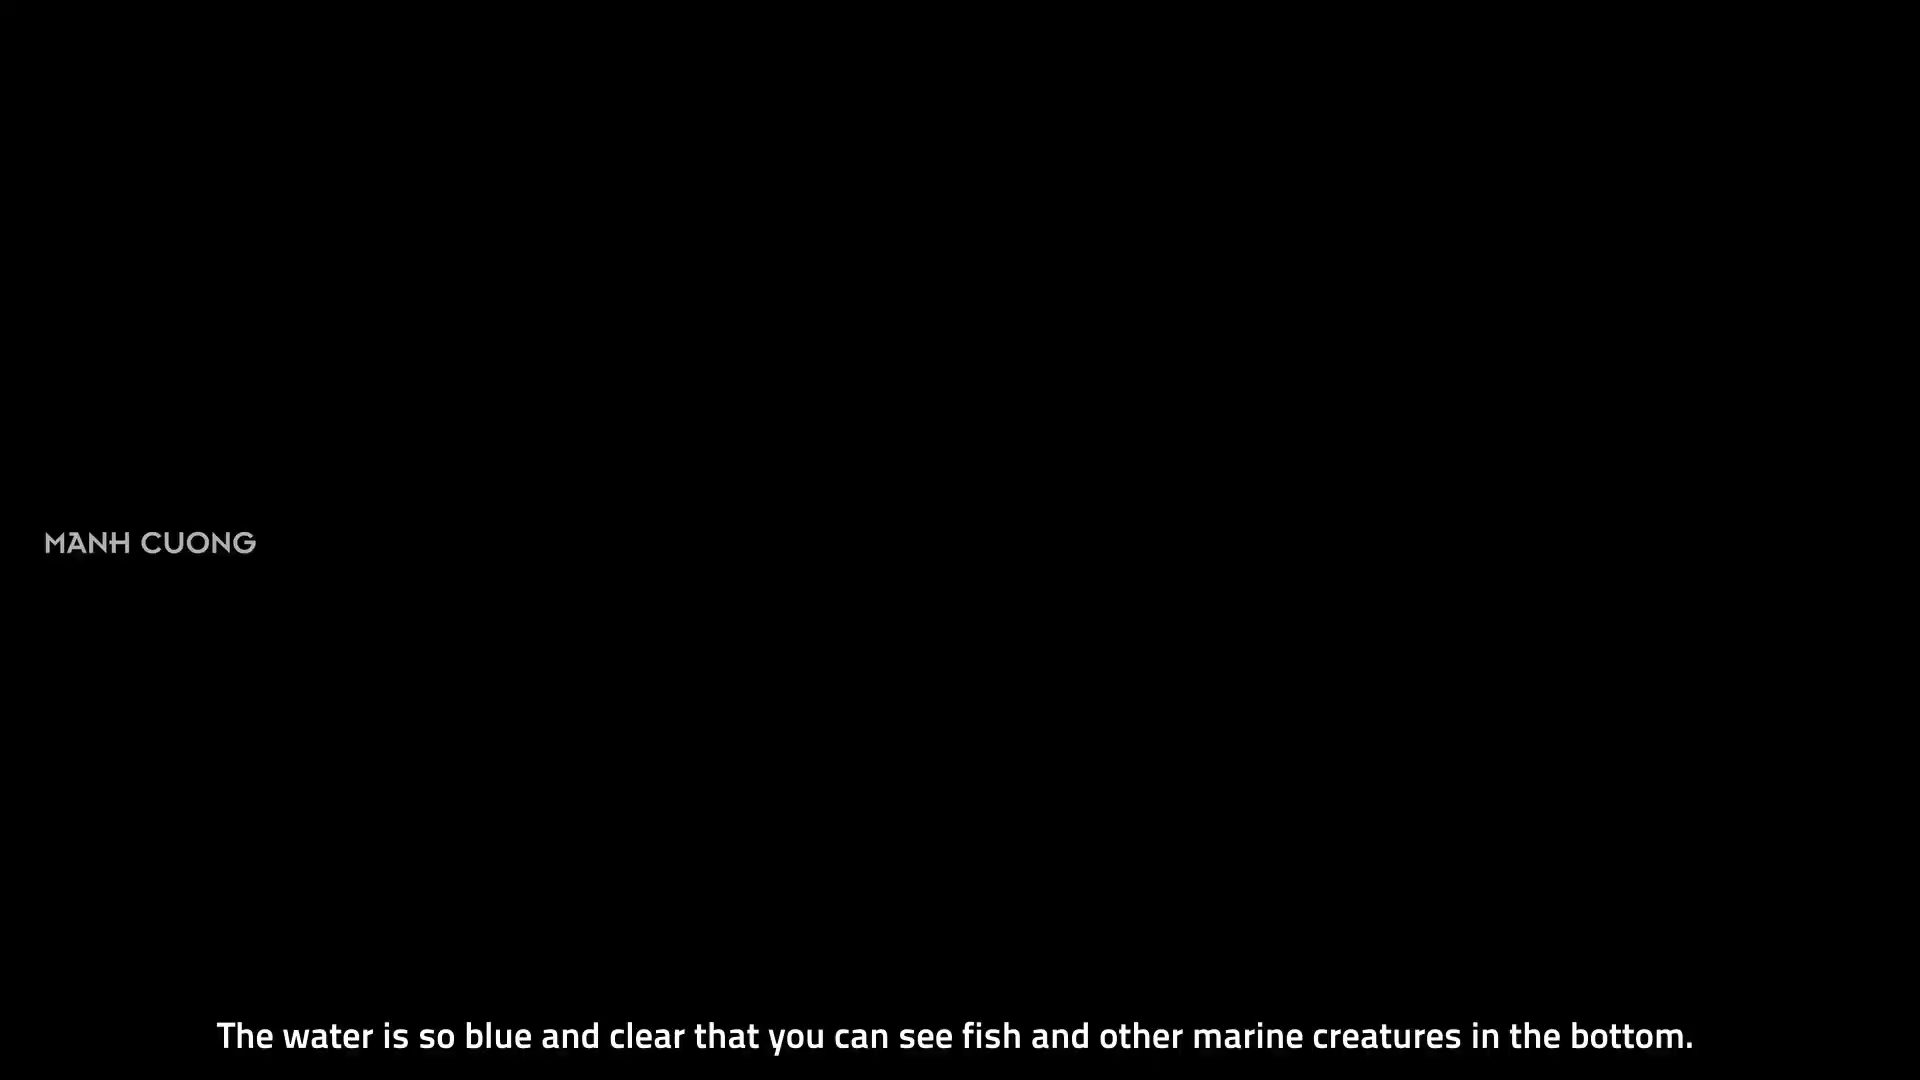 MANH CUONG
The water is so blue and clear that you can see fish and other marine creatures in the bottom.